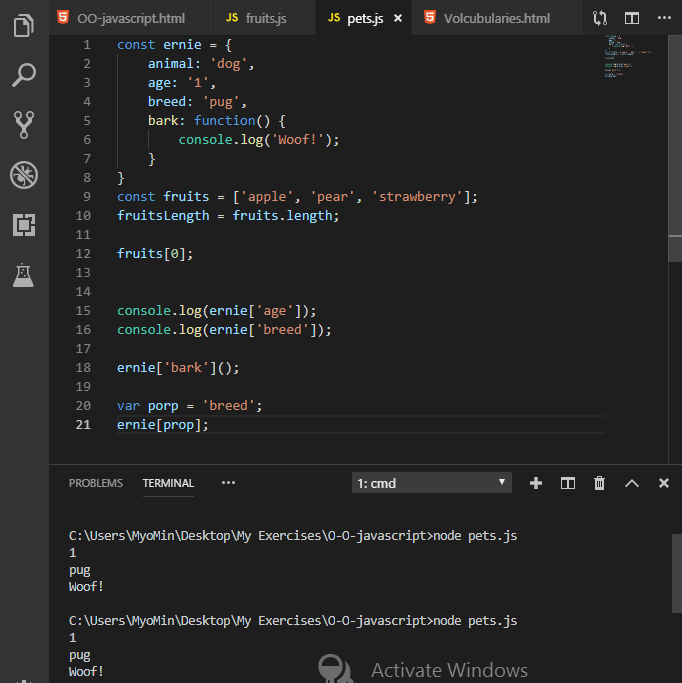 OO-javascript.html JS fruits.js JS pets.js Volcubularies.html
1 const ernie = {
2 animal: 'dog',
3 age: '1',
4 breed: 'pug',
5 bark: function() {
6 console.log('Woof!');
7 }
8 }
9 const fruits = ['apple', 'pear', 'strawberry'];
10 fruitsLength = fruits.length;
11
12 fruits[0];
13
14
15 console.log(ernie['age']);
16 console.log(ernie['breed']);
17
18 ernie['bark']();
19
20 var porp = 'breed';
21 ernie[prop];
PROBLEMS TERMINAL ··· 1: cmd
C:\Users\MyoMin\Desktop\My Exercises\O-O-javascript>node pets.js
1
pug
Woof!
C:\Users\MyoMin\Desktop\My Exercises\O-O-javascript>node pets.js
1
pug
Woof!
Activate Windows